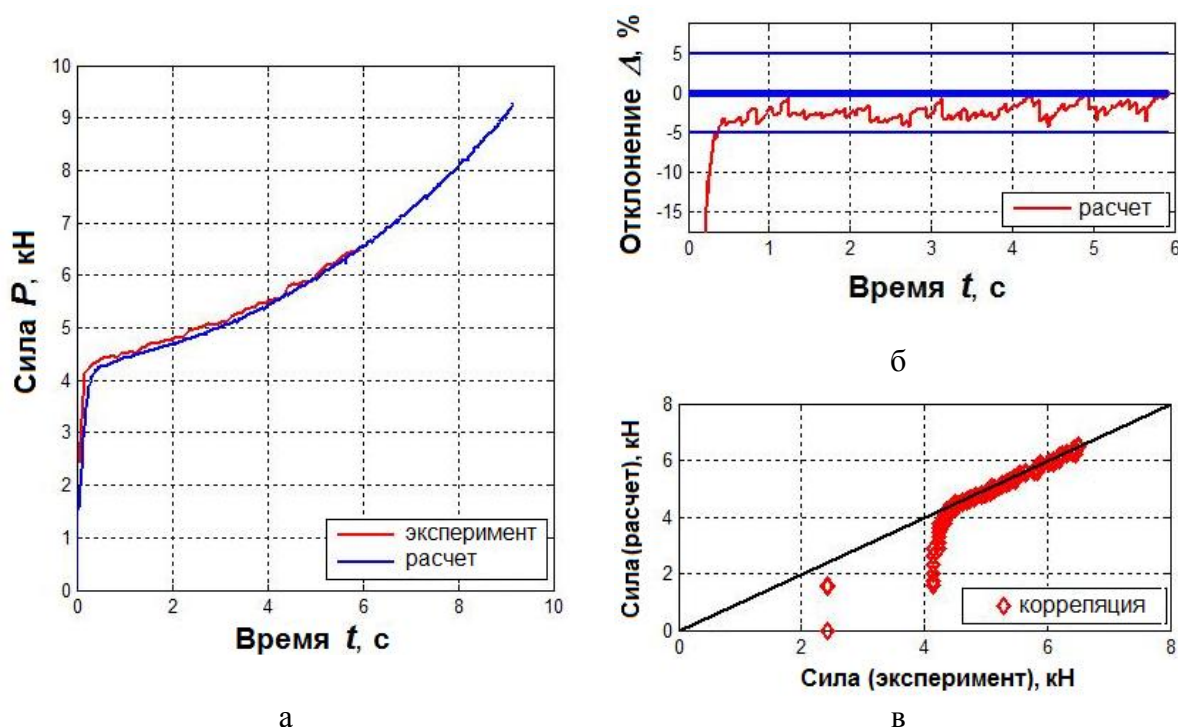 Сила P, кН
10
9
8
7
6
5
4
3
2
1
0
эксперимент
расчет
0 2 4 6 8 10
Время t, с
а
Отклонение Δ, %
5
0
-5
-10
-15
расчет
0 1 2 3 4 5 6
Время t, с
б
Сила (расчет), кН
8
6
4
2
0
корреляция
0 2 4 6 8
Сила (эксперимент), кН
в